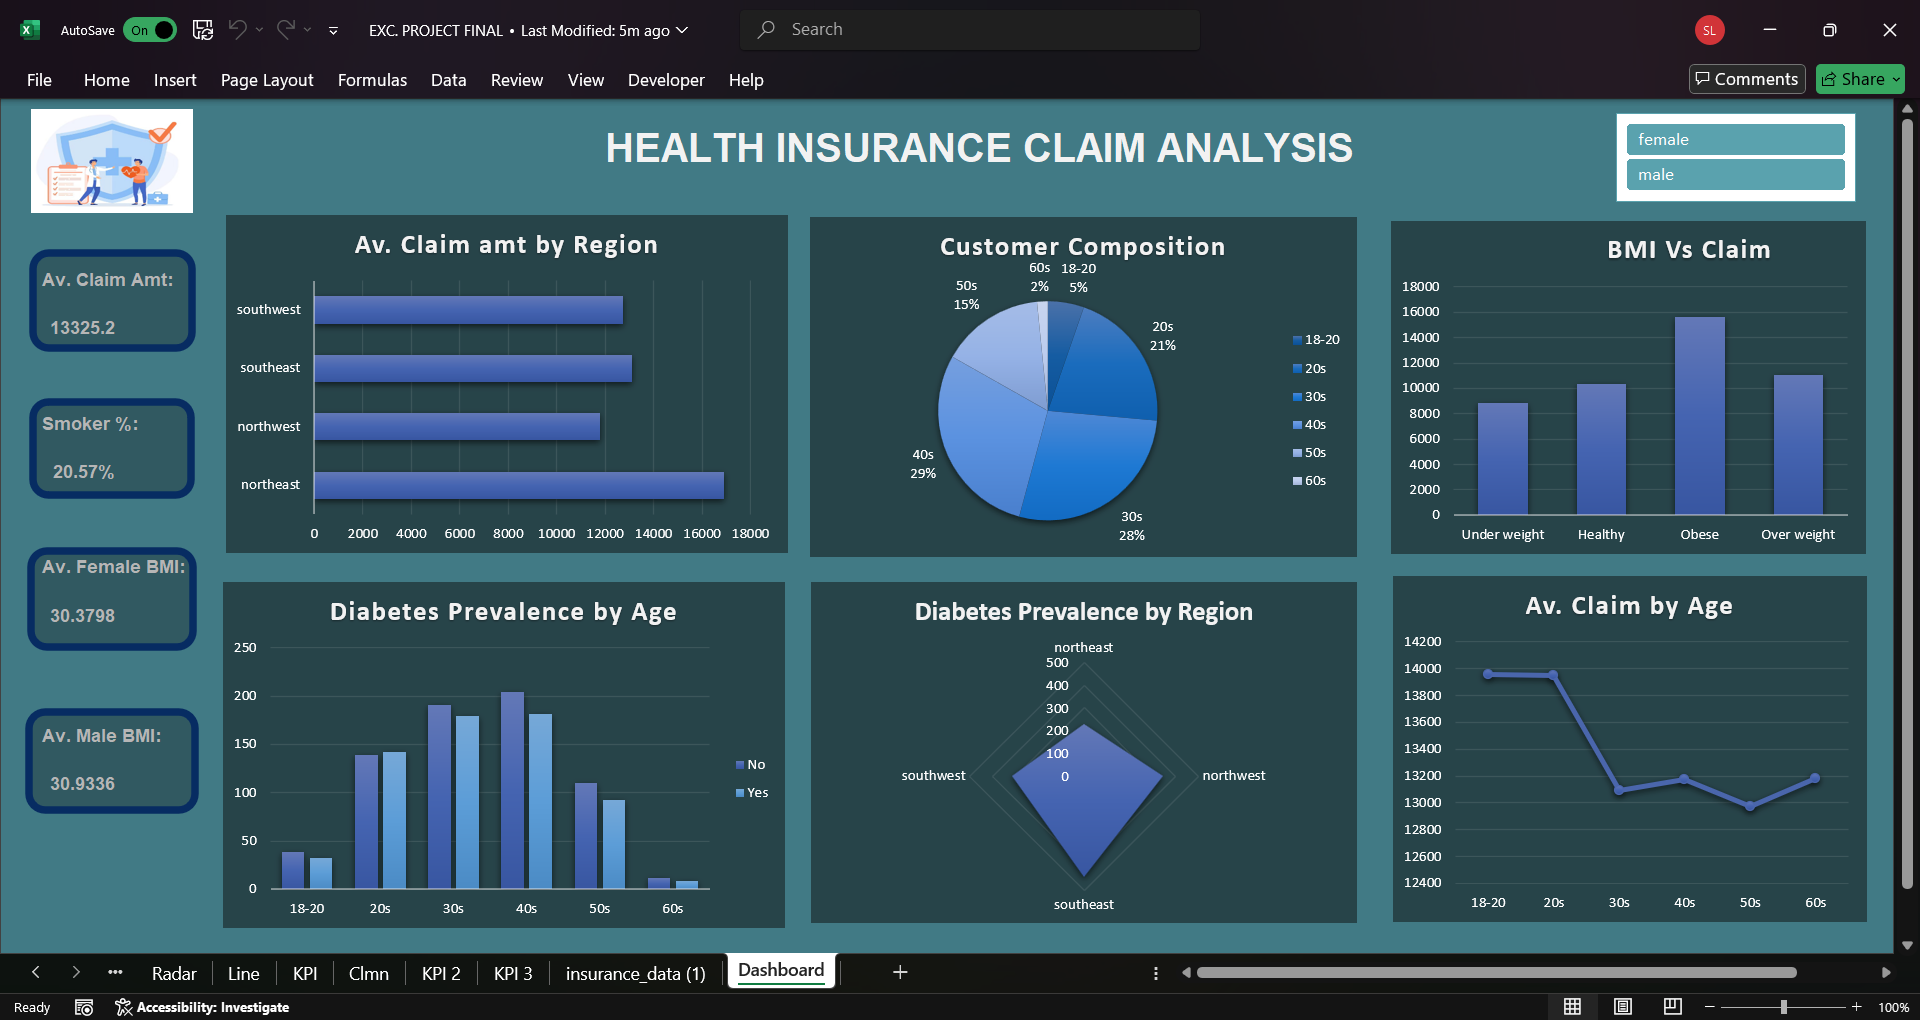 AutoSave
On
EXC. PROJECT FINAL • Last Modified: 5m ago
Search
SL
File
Home
Insert
Page Layout
Formulas
Data
Review
View
Developer
Help
Comments
Share
HEALTH INSURANCE CLAIM ANALYSIS
female
male
Av. Claim Amt:
13325.2
Smoker %:
20.57%
Av. Female BMI:
30.3798
Av. Male BMI:
30.9336
Av. Claim amt by Region
southwest
southeast
northwest
northeast
0 2000 4000 6000 8000 10000 12000 14000 16000 18000
Customer Composition
60s
2%
18-20
5%
50s
15%
20s
21%
40s
29%
30s
28%
18-20
20s
30s
40s
50s
60s
BMI Vs Claim
18000
16000
14000
12000
10000
8000
6000
4000
2000
0
Under weight Healthy Obese Over weight
Diabetes Prevalence by Age
250
200
150
100
50
0
18-20 20s 30s 40s 50s 60s
No
Yes
Diabetes Prevalence by Region
northeast
500
400
300
200
100
0
southwest
northwest
southeast
Av. Claim by Age
14200
14000
13800
13600
13400
13200
13000
12800
12600
12400
18-20 20s 30s 40s 50s 60s
Radar
Line
KPI
Clmn
KPI 2
KPI 3
insurance_data (1)
Dashboard
Ready
Accessibility: Investigate
100%